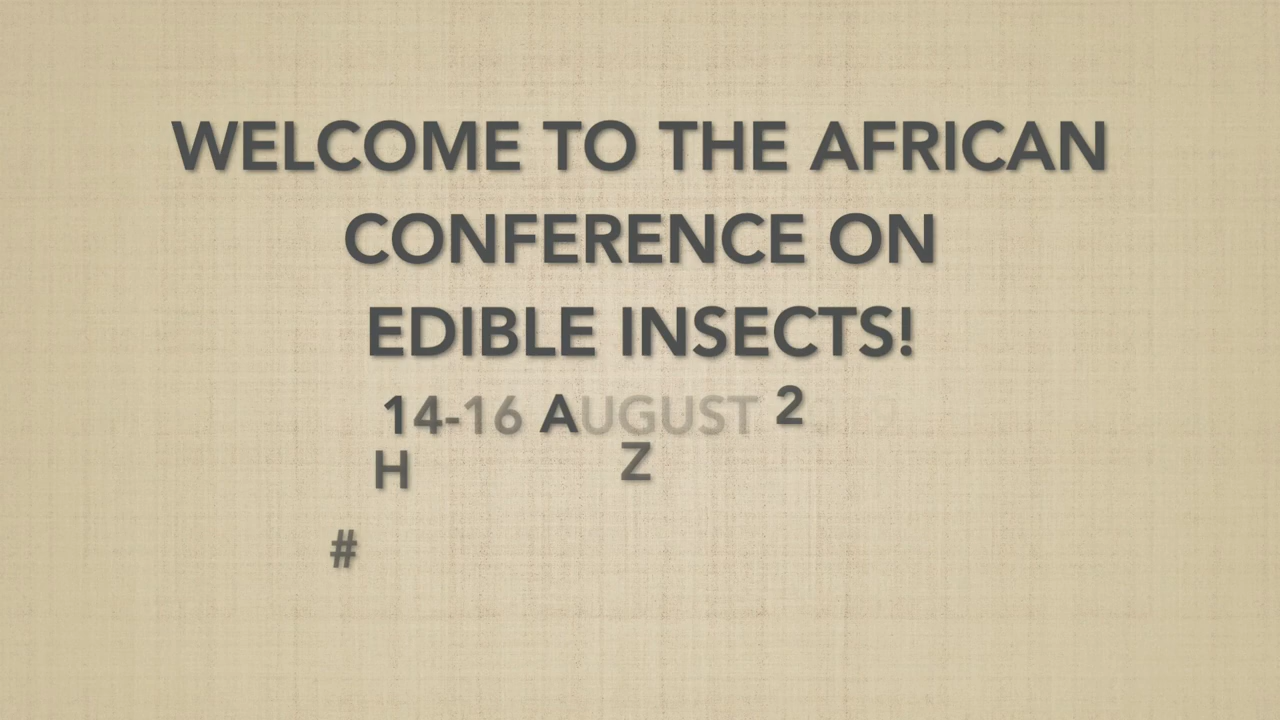 WELCOME TO THE AFRICAN
CONFERENCE ON
EDIBLE INSECTS!
14-16 AUGUST 2
H Z
#